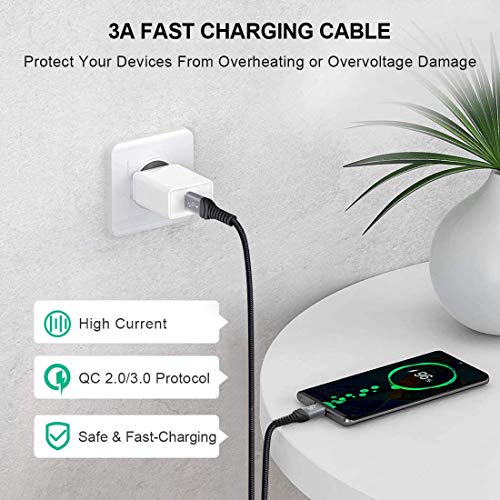 3A FAST CHARGING CABLE
Protect Your Devices From Overheating or Overvoltage Damage
High Current
QC 2.0/3.0 Protocol
Safe & Fast-Charging
96%